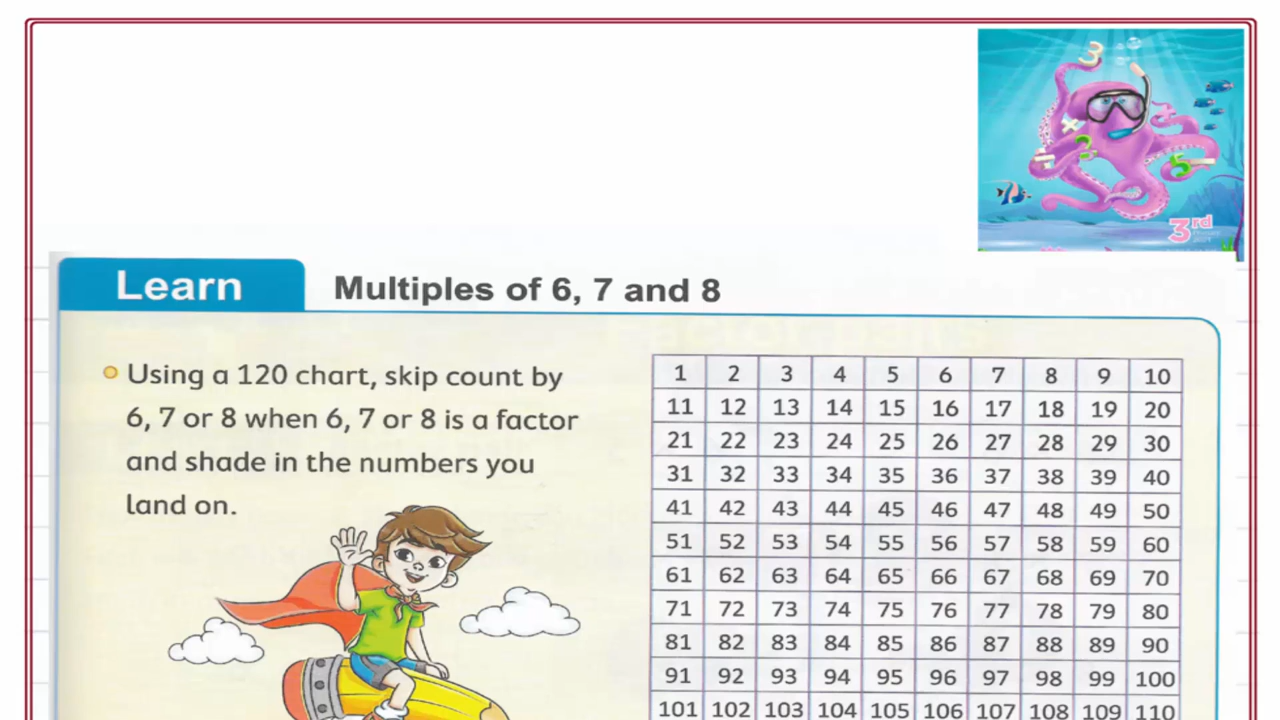 3
2
5
3rd
Learn
Multiples of 6, 7 and 8
Using a 120 chart, skip count by
6, 7 or 8 when 6, 7 or 8 is a factor
and shade in the numbers you
land on.
1 2 3 4 5 6 7 8 9 10
11 12 13 14 15 16 17 18 19 20
21 22 23 24 25 26 27 28 29 30
31 32 33 34 35 36 37 38 39 40
41 42 43 44 45 46 47 48 49 50
51 52 53 54 55 56 57 58 59 60
61 62 63 64 65 66 67 68 69 70
71 72 73 74 75 76 77 78 79 80
81 82 83 84 85 86 87 88 89 90
91 92 93 94 95 96 97 98 99 100
101 102 103 104 105 106 107 108 109 110